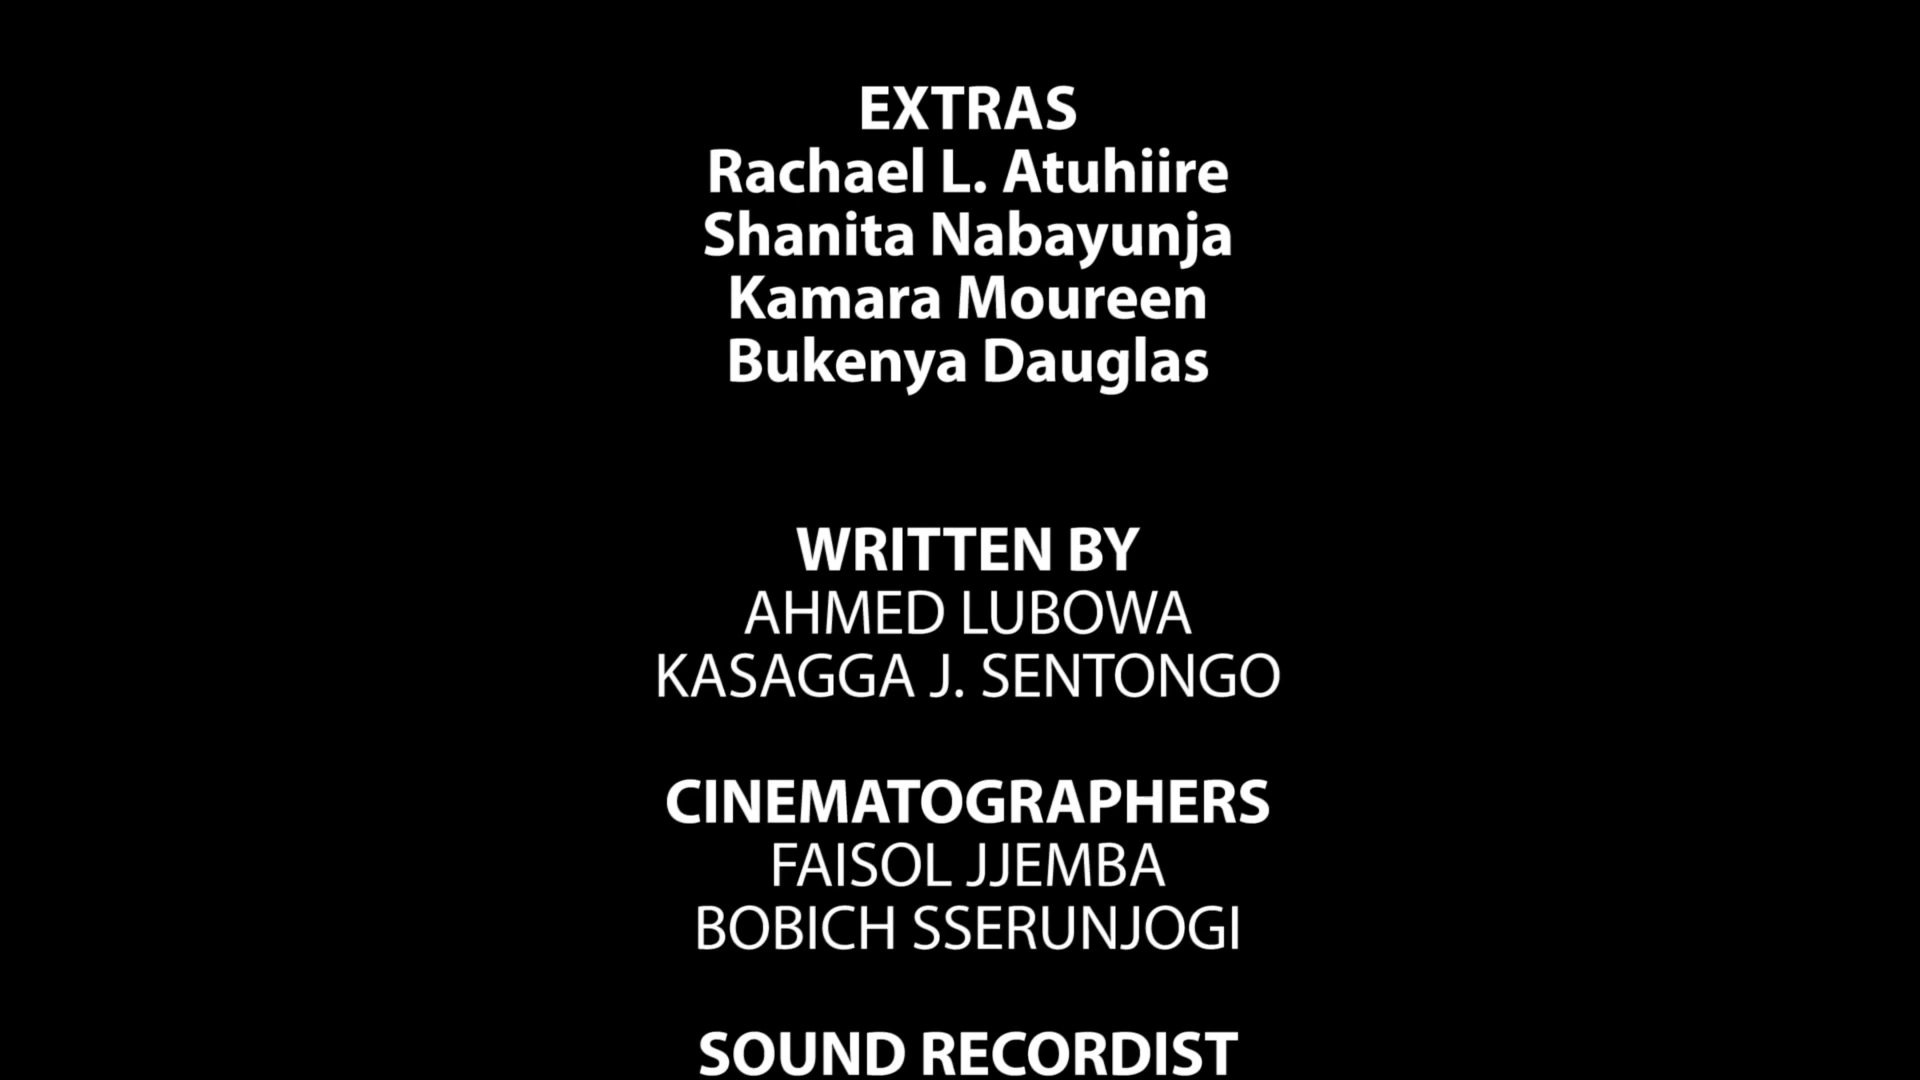 EXTRAS
Rachael L. Atuhiire
Shanita Nabayunja
Kamara Moureen
Bukenya Dauglas
WRITTEN BY
AHMED LUBOWA
KASAGGA J. SENTONGO
CINEMATOGRAPHERS
FAISOL JJEMBA
BOBICH SSERUNJOGI
SOUND RECORDIST